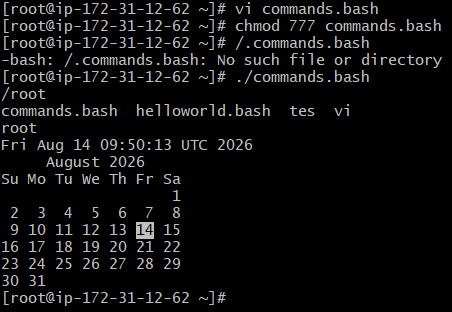 [root@ip-172-31-12-62 ~]# vi commands.bash
[root@ip-172-31-12-62 ~]# chmod 777 commands.bash
[root@ip-172-31-12-62 ~]# /.commands.bash
-bash: /.commands.bash: No such file or directory
[root@ip-172-31-12-62 ~]# ./commands.bash
/root
commands.bash  helloworld.bash  tes  vi
root
Fri Aug 14 09:50:13 UTC 2026
     August 2026
Su Mo Tu We Th Fr Sa
                   1
 2  3  4  5  6  7  8
 9 10 11 12 13 14 15
16 17 18 19 20 21 22
23 24 25 26 27 28 29
30 31
[root@ip-172-31-12-62 ~]#